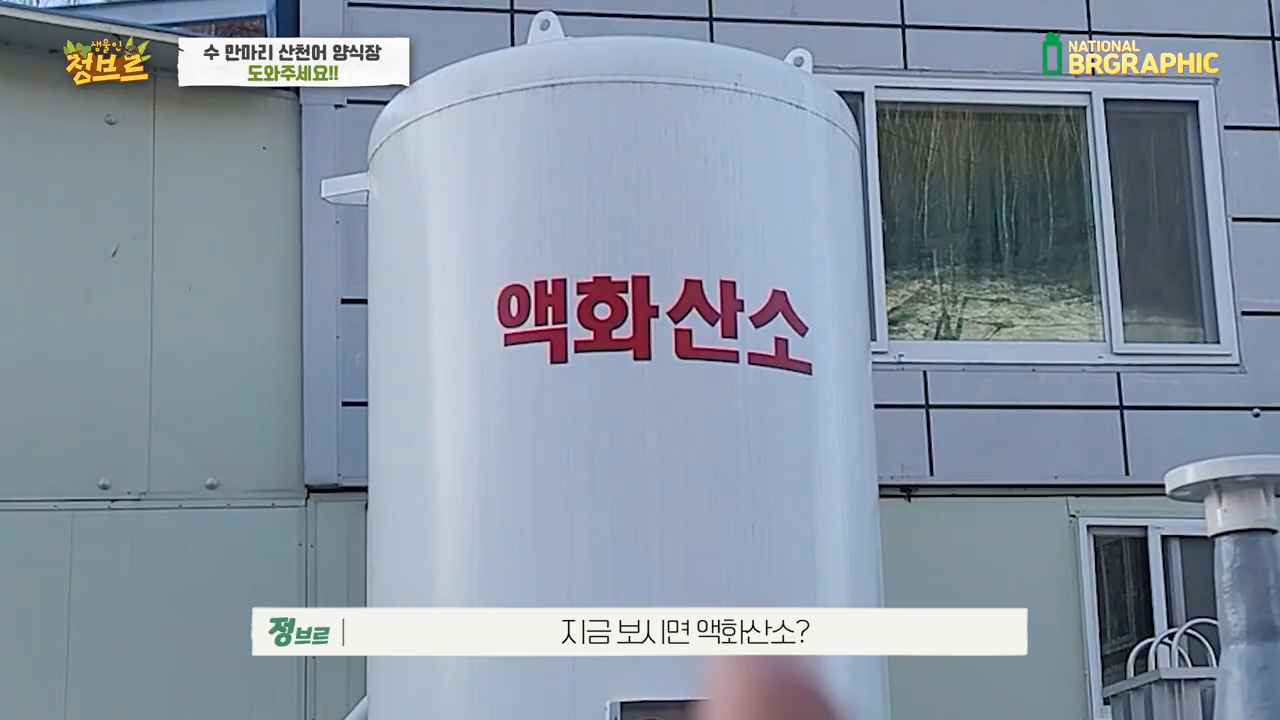 생물인
정브르
수 만마리 산천어 양식장
도와주세요!!
NATIONAL
BRGRAPHIC
액화산소
정브르
지금 보시면 액화산소?